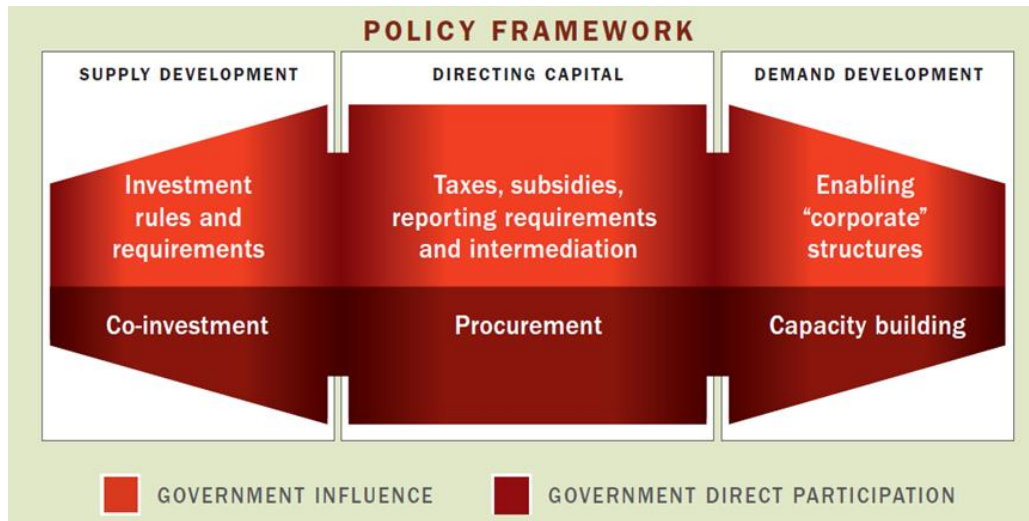 POLICY FRAMEWORK
SUPPLY DEVELOPMENT
DIRECTING CAPITAL
DEMAND DEVELOPMENT
Investment
rules and
requirements
Taxes, subsidies,
reporting requirements
and intermediation
Enabling
“corporate”
structures
Co-investment
Procurement
Capacity building
GOVERNMENT INFLUENCE
GOVERNMENT DIRECT PARTICIPATION